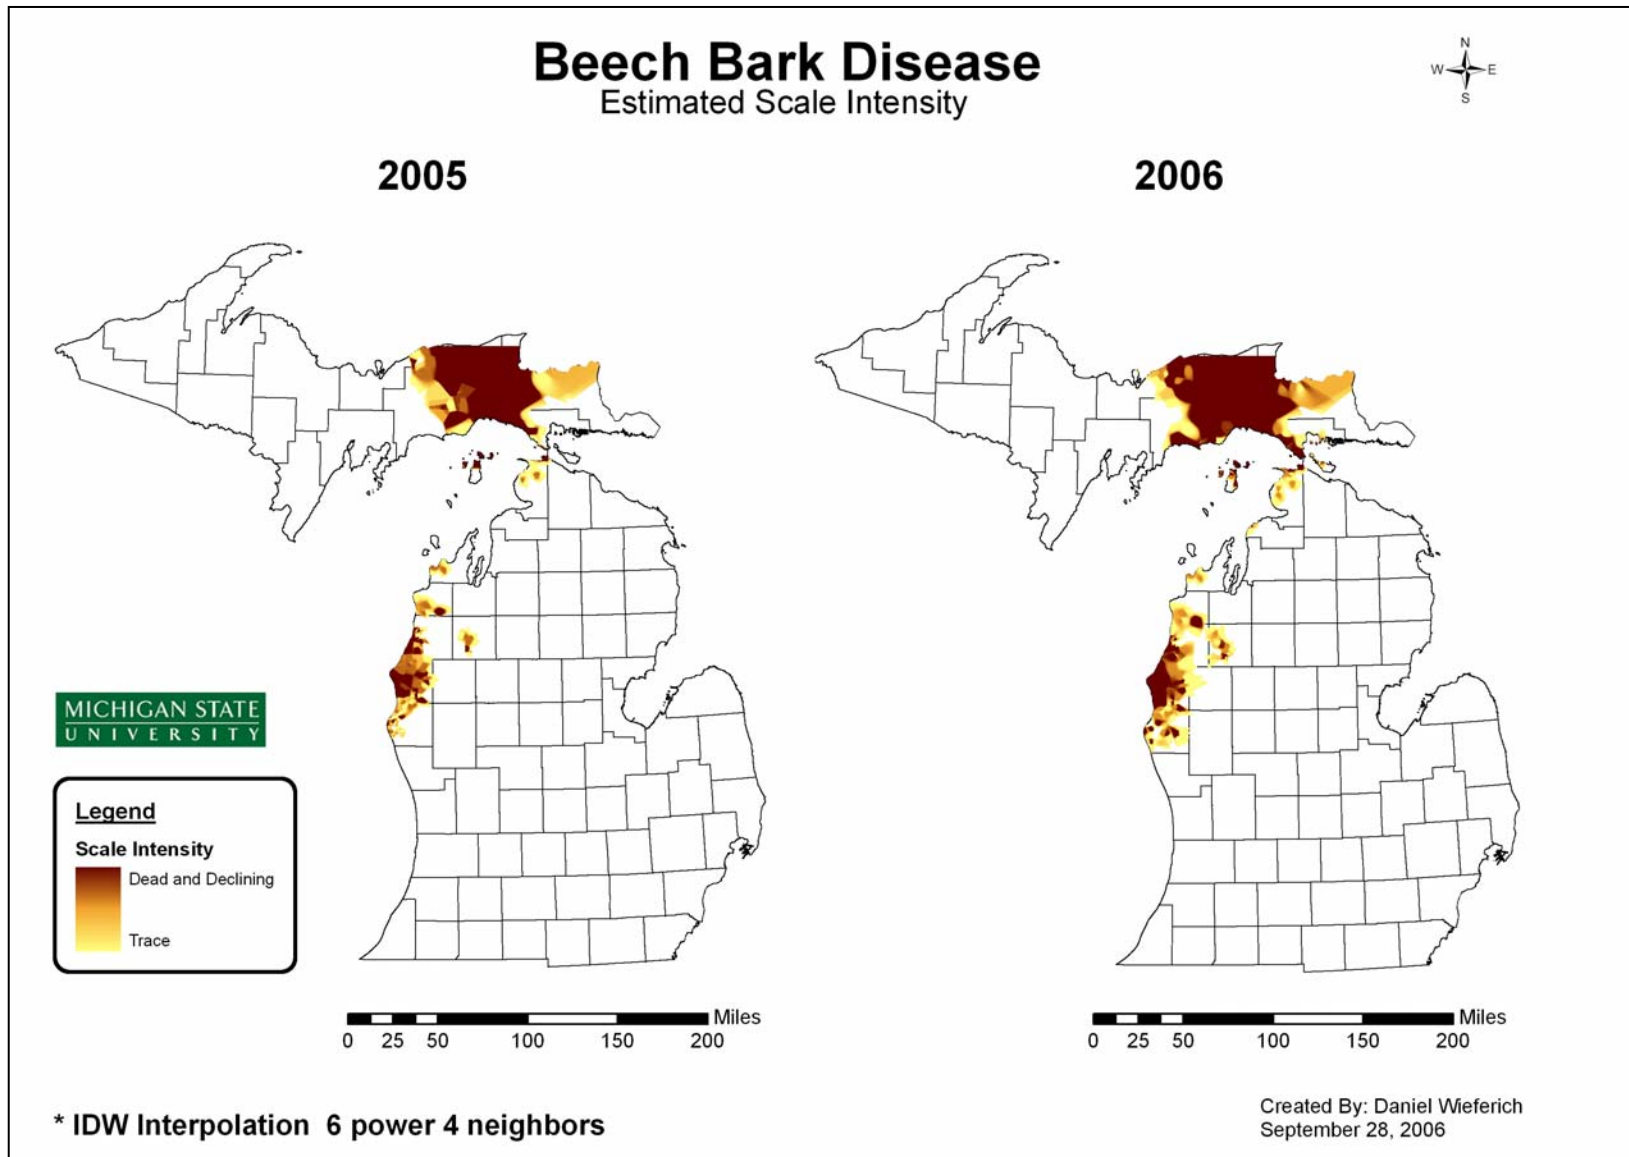 Beech Bark Disease
Estimated Scale Intensity
N
W E
S
2005
2006
MICHIGAN STATE
UNIVERSITY
Legend
Scale Intensity
Dead and Declining
Trace
Miles
0 25 50 100 150 200
Miles
0 25 50 100 150 200
* IDW Interpolation 6 power 4 neighbors
Created By: Daniel Wieferich
September 28, 2006